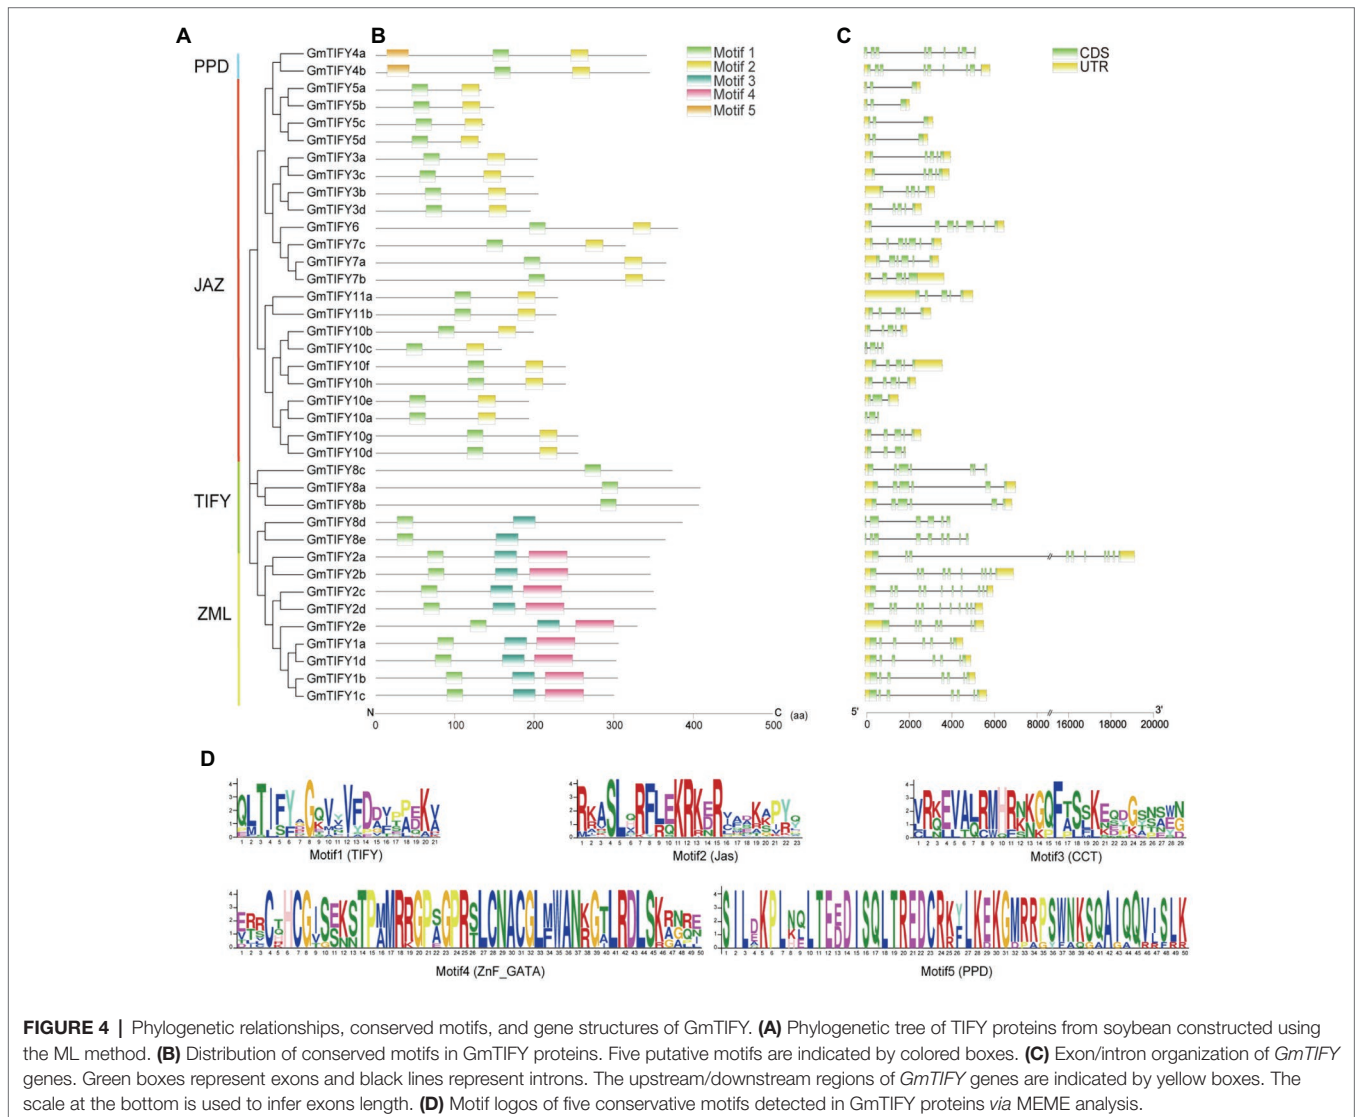 A
B
C
PPD
JAZ
TIFY
ZML
GmTIFY4a
GmTIFY4b
GmTIFY5a
GmTIFY5b
GmTIFY5c
GmTIFY5d
GmTIFY3a
GmTIFY3c
GmTIFY3b
GmTIFY3d
GmTIFY6
GmTIFY7c
GmTIFY7a
GmTIFY7b
GmTIFY11a
GmTIFY11b
GmTIFY10b
GmTIFY10c
GmTIFY10f
GmTIFY10h
GmTIFY10e
GmTIFY10a
GmTIFY10g
GmTIFY10d
GmTIFY8c
GmTIFY8a
GmTIFY8b
GmTIFY8d
GmTIFY8e
GmTIFY2a
GmTIFY2b
GmTIFY2c
GmTIFY2d
GmTIFY2e
GmTIFY1a
GmTIFY1d
GmTIFY1b
GmTIFY1c
Motif 1
Motif 2
Motif 3
Motif 4
Motif 5
N C (aa)
0 100 200 300 400 500
CDS
UTR
5' 3'
0 2000 4000 6000 8000 16000 18000 20000
D
Motif1 (TIFY)
Motif2 (Jas)
Motif3 (CCT)
Motif4 (ZnF_GATA)
Motif5 (PPD)
FIGURE 4 | Phylogenetic relationships, conserved motifs, and gene structures of GmTIFY. (A) Phylogenetic tree of TIFY proteins from soybean constructed using
the ML method. (B) Distribution of conserved motifs in GmTIFY proteins. Five putative motifs are indicated by colored boxes. (C) Exon/intron organization of GmTIFY
genes. Green boxes represent exons and black lines represent introns. The upstream/downstream regions of GmTIFY genes are indicated by yellow boxes. The
scale at the bottom is used to infer exons length. (D) Motif logos of five conservative motifs detected in GmTIFY proteins via MEME analysis.